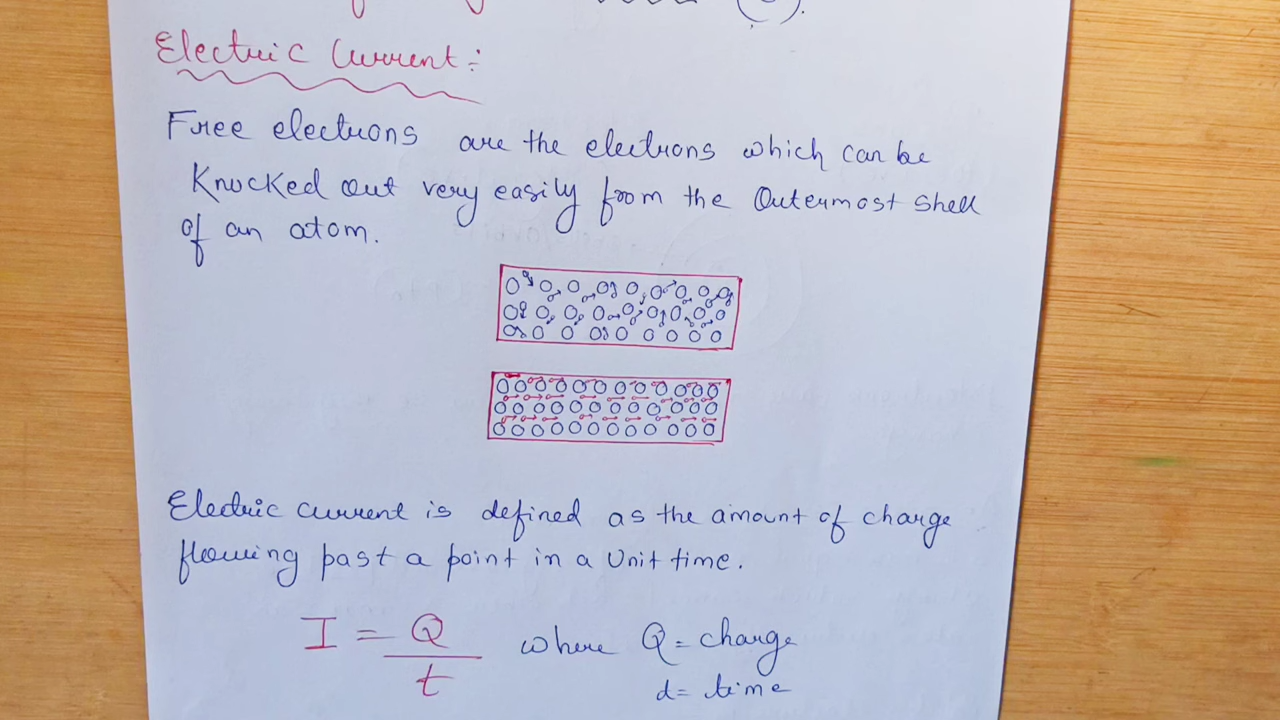 Electric Current:
Free electrons are the electrons which can be
Knocked out very easily from the Outermost Shell
of an atom.
Electric current is defined as the amount of charge
flowing past a point in a Unit time.
I = Q/t where Q = charge
d = time